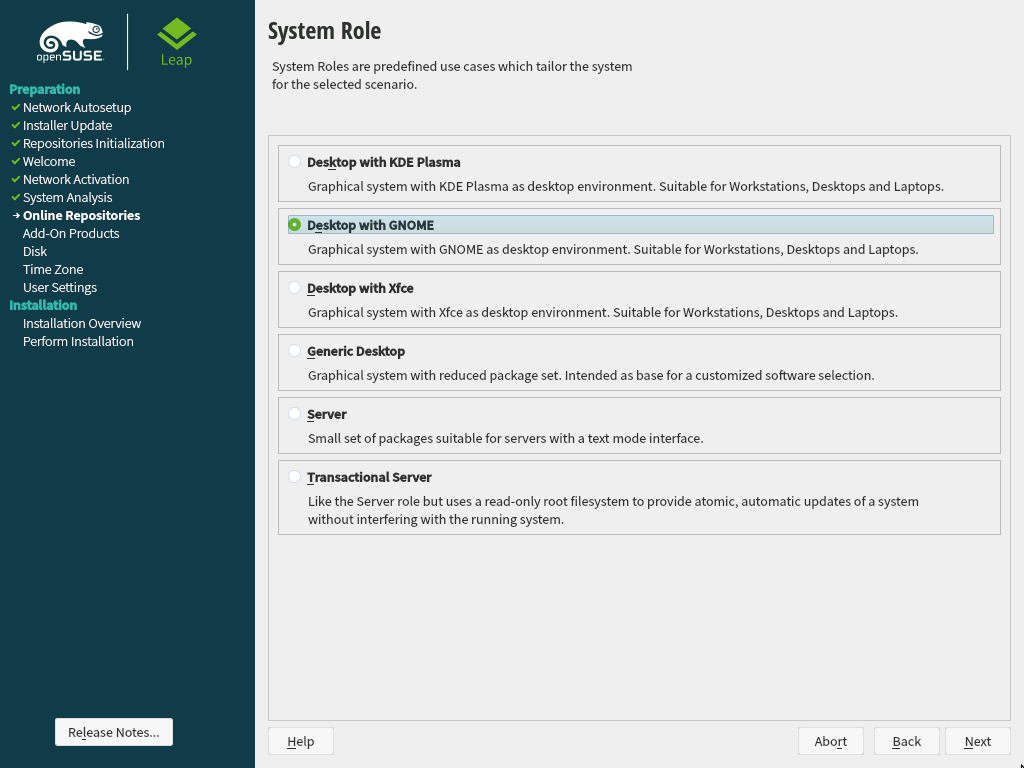 openSUSE
Leap
Preparation
Network Autosetup
Installer Update
Repositories Initialization
Welcome
Network Activation
System Analysis
Online Repositories
Add-On Products
Disk
Time Zone
User Settings
Installation
Installation Overview
Perform Installation
Release Notes...
System Role
System Roles are predefined use cases which tailor the system
for the selected scenario.
Desktop with KDE Plasma
Graphical system with KDE Plasma as desktop environment. Suitable for Workstations, Desktops and Laptops.
Desktop with GNOME
Graphical system with GNOME as desktop environment. Suitable for Workstations, Desktops and Laptops.
Desktop with Xfce
Graphical system with Xfce as desktop environment. Suitable for Workstations, Desktops and Laptops.
Generic Desktop
Graphical system with reduced package set. Intended as base for a customized software selection.
Server
Small set of packages suitable for servers with a text mode interface.
Transactional Server
Like the Server role but uses a read-only root filesystem to provide atomic, automatic updates of a system
without interfering with the running system.
Help
Abort
Back
Next